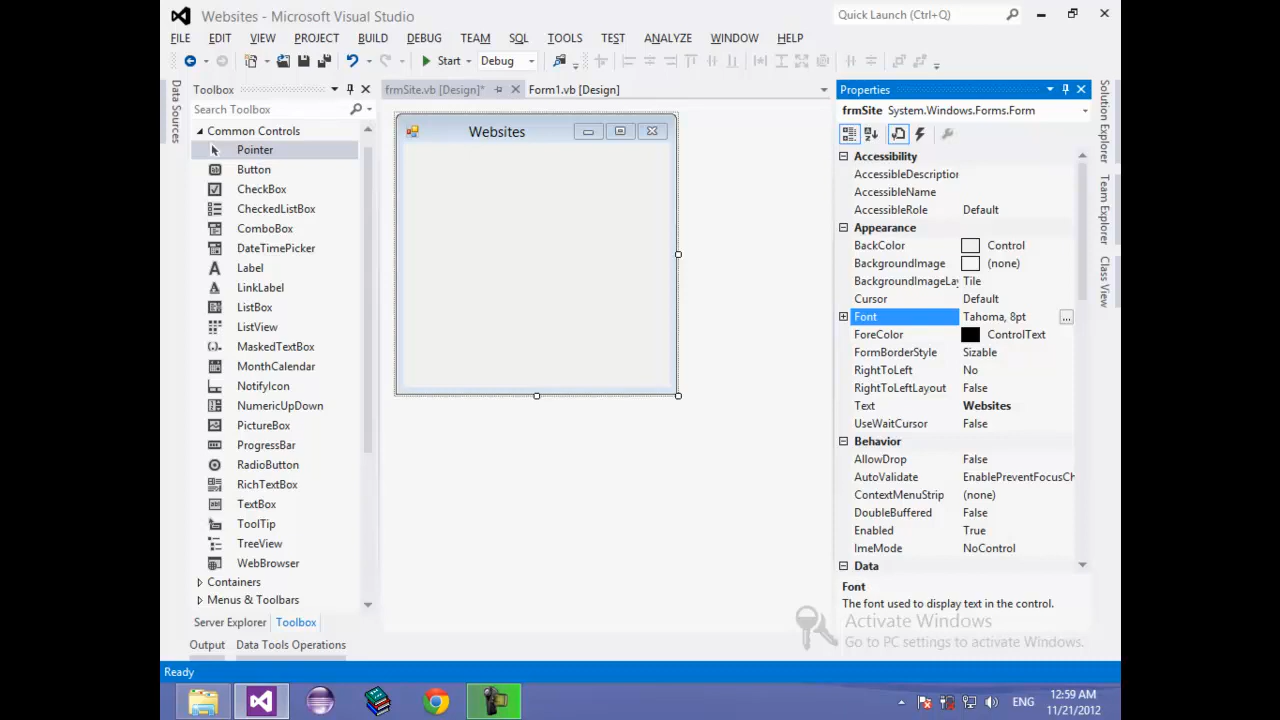 Websites - Microsoft Visual Studio
Quick Launch (Ctrl+Q)
FILE EDIT VIEW PROJECT BUILD DEBUG TEAM SQL TOOLS TEST ANALYZE WINDOW HELP
Start Debug
Data Sources
Toolbox
Search Toolbox
Common Controls
Pointer
Button
CheckBox
CheckedListBox
ComboBox
DateTimePicker
Label
LinkLabel
ListBox
ListView
MaskedTextBox
MonthCalendar
NotifyIcon
NumericUpDown
PictureBox
ProgressBar
RadioButton
RichTextBox
TextBox
ToolTip
TreeView
WebBrowser
Containers
Menus & Toolbars
Server Explorer Toolbox
Output Data Tools Operations
frmSite.vb [Design]* Form1.vb [Design]
Websites
Properties
frmSite System.Windows.Forms.Form
Accessibility
AccessibleDescription
AccessibleName
AccessibleRole Default
Appearance
BackColor Control
BackgroundImage (none)
BackgroundImageLay Tile
Cursor Default
Font Tahoma, 8pt ...
ForeColor ControlText
FormBorderStyle Sizable
RightToLeft No
RightToLeftLayout False
Text Websites
UseWaitCursor False
Behavior
AllowDrop False
AutoValidate EnablePreventFocusCh
ContextMenuStrip (none)
DoubleBuffered False
Enabled True
ImeMode NoControl
Data
Font
The font used to display text in the control.
Activate Windows
Go to PC settings to activate Windows.
Solution Explorer
Team Explorer
Class View
Ready
ENG
12:59 AM
11/21/2012